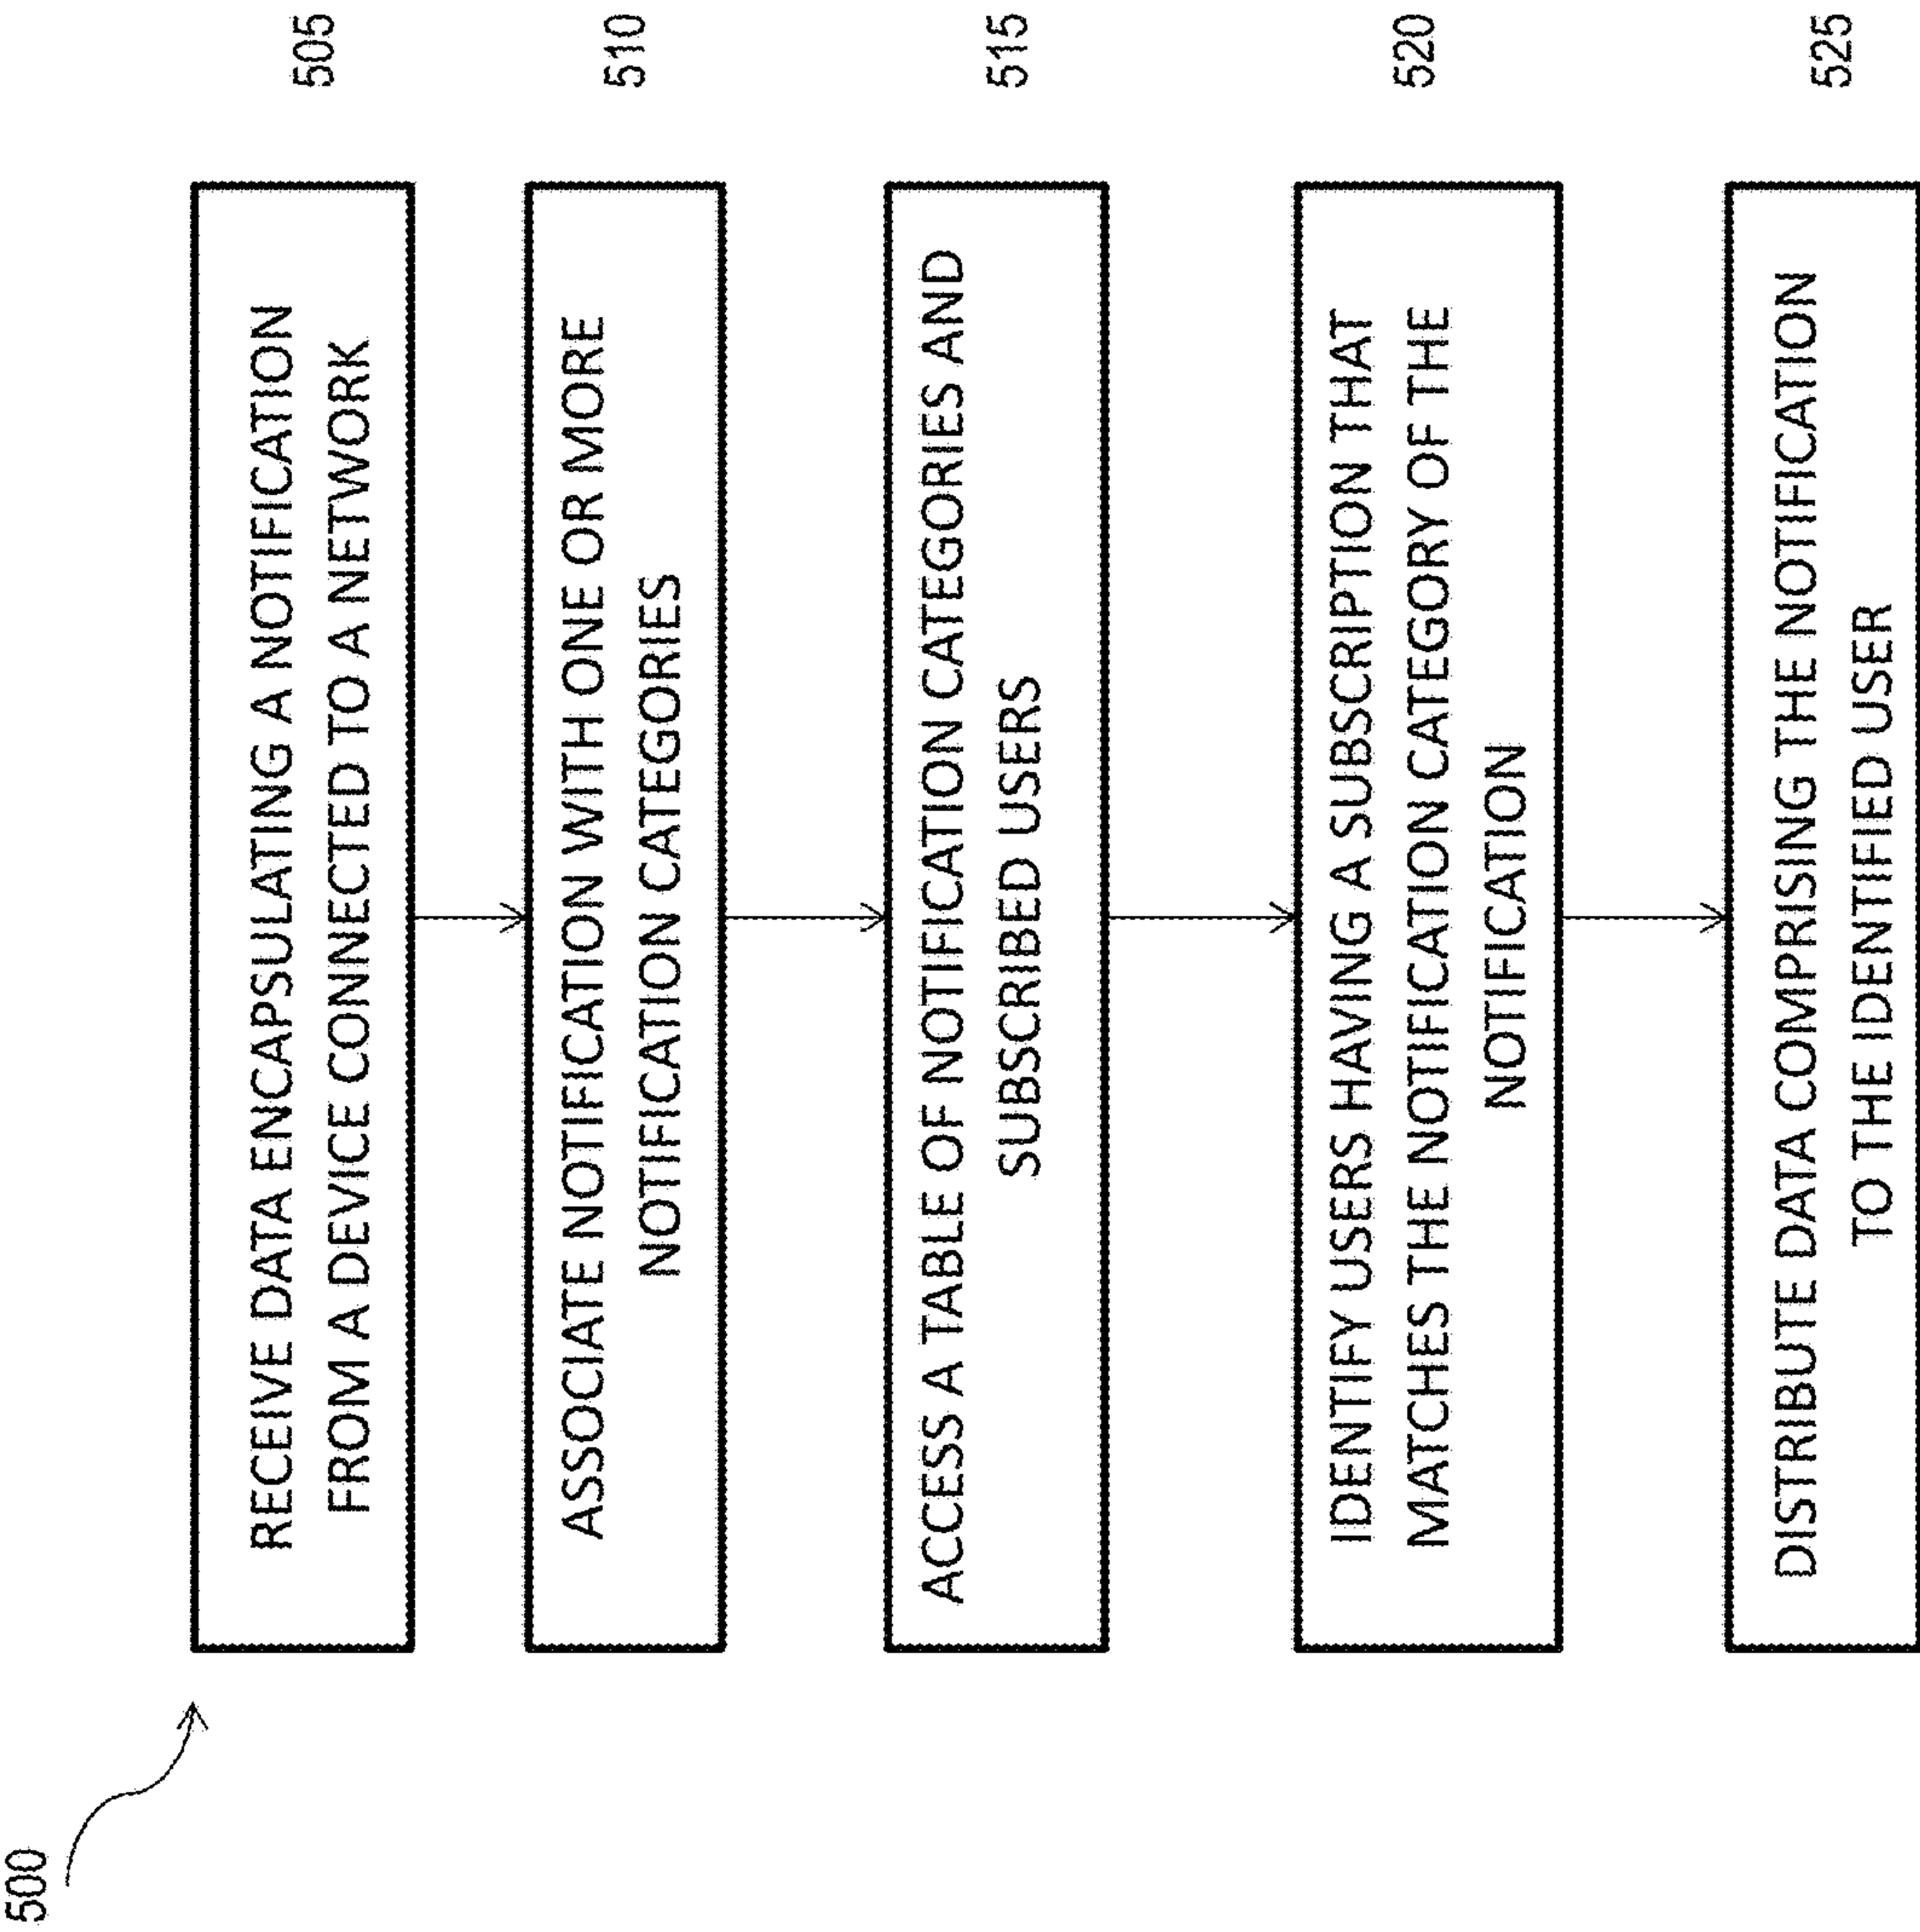 500
RECEIVE DATA ENCAPSULATING A NOTIFICATION
FROM A DEVICE CONNECTED TO A NETWORK
505
ASSOCIATE NOTIFICATION WITH ONE OR MORE
NOTIFICATION CATEGORIES
510
ACCESS A TABLE OF NOTIFICATION CATEGORIES AND
SUBSCRIBED USERS
515
IDENTIFY USERS HAVING A SUBSCRIPTION THAT
MATCHES THE NOTIFICATION CATEGORY OF THE
NOTIFICATION
520
DISTRIBUTE DATA COMPRISING THE NOTIFICATION
TO THE IDENTIFIED USER
525